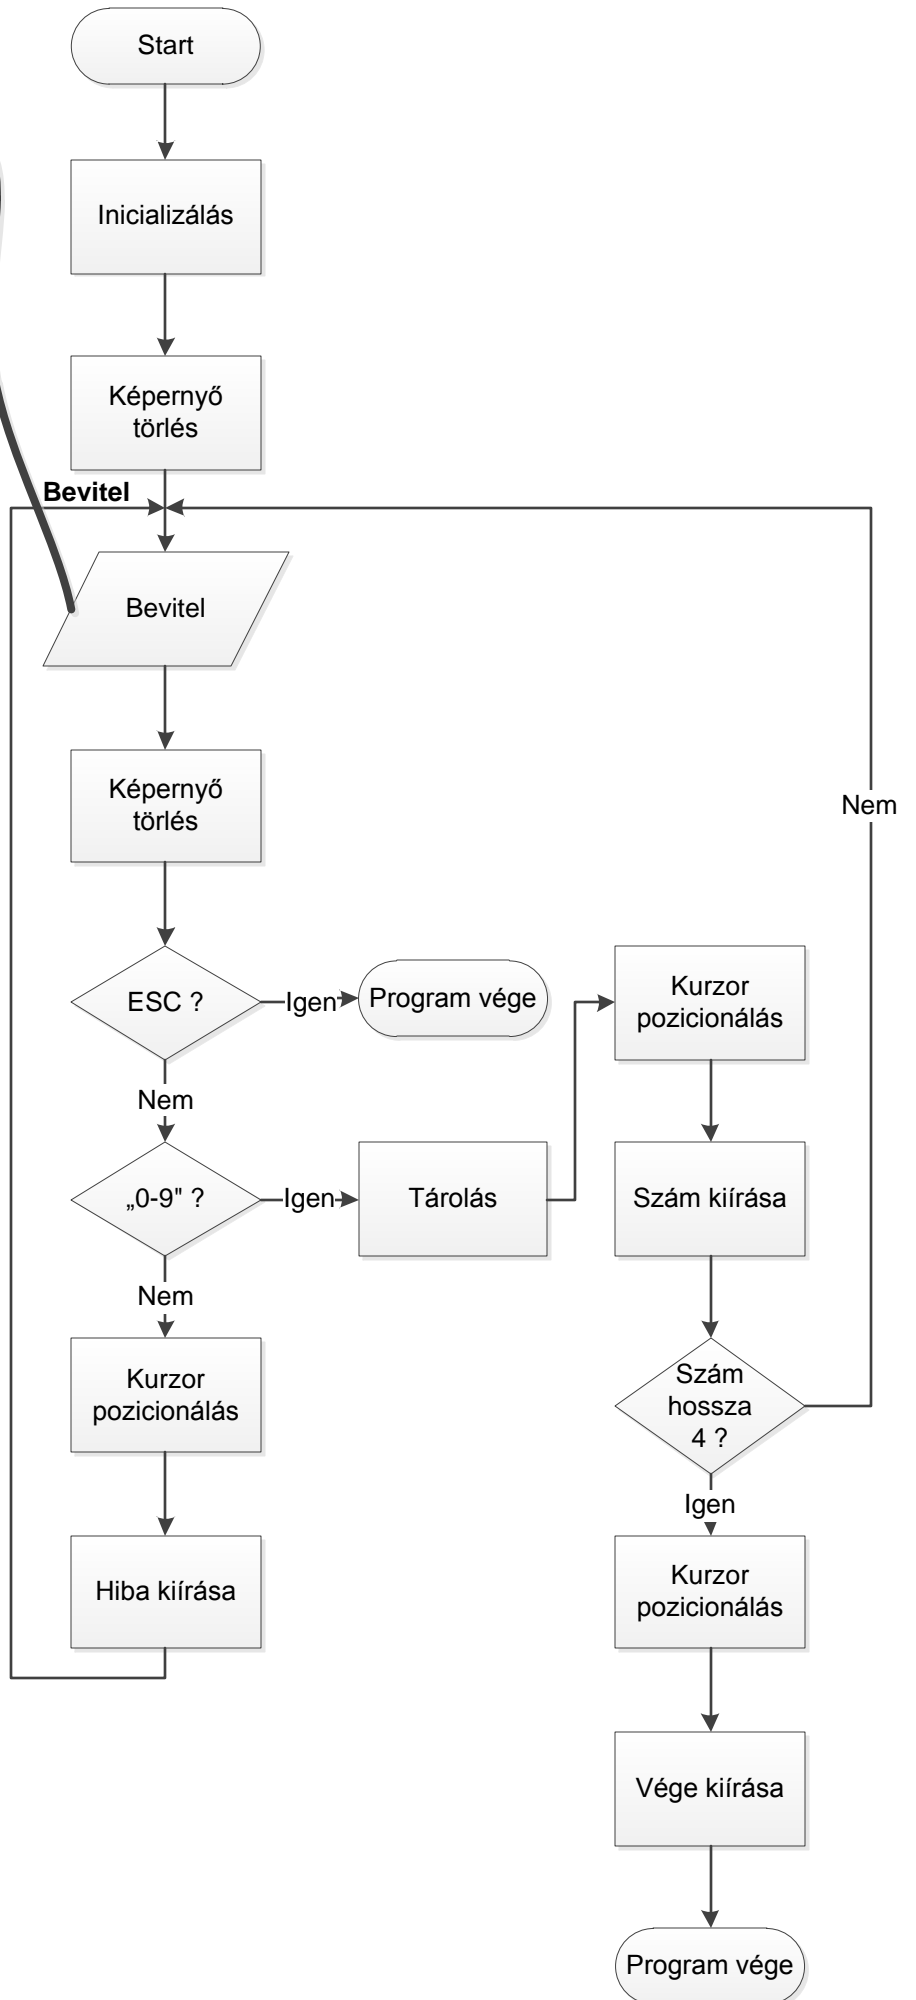 Start
Inicializálás
Képernyő
törlés
Bevitel
Bevitel
Képernyő
törlés
Nem
ESC ?
Igen
Program vége
Kurzor
pozicionálás
Nem
„0-9" ?
Igen
Tárolás
Szám kiírása
Nem
Kurzor
pozicionálás
Szám
hossza
4 ?
Igen
Hiba kiírása
Kurzor
pozicionálás
Vége kiírása
Program vége